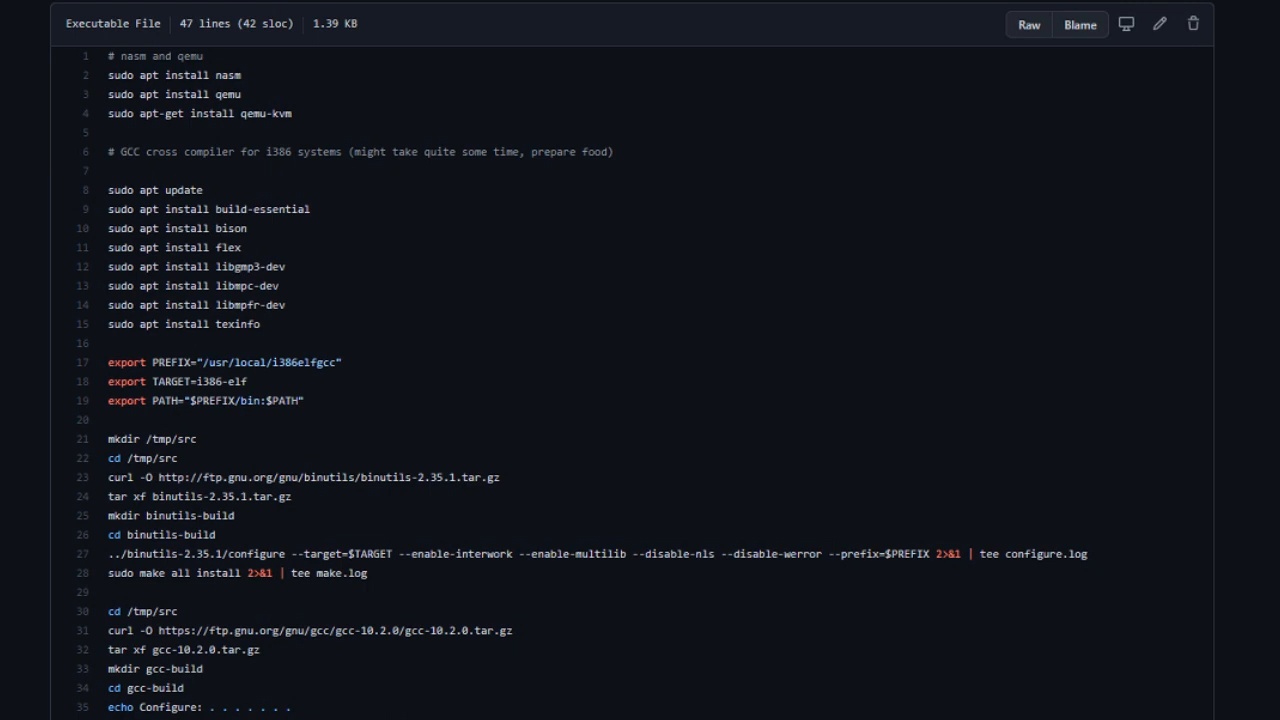 Executable File 47 lines (42 sloc) 1.39 KB Raw Blame
1 # nasm and qemu
2 sudo apt install nasm
3 sudo apt install qemu
4 sudo apt-get install qemu-kvm
5
6 # GCC cross compiler for i386 systems (might take quite some time, prepare food)
7
8 sudo apt update
9 sudo apt install build-essential
10 sudo apt install bison
11 sudo apt install flex
12 sudo apt install libgmp3-dev
13 sudo apt install libmpc-dev
14 sudo apt install libmpfr-dev
15 sudo apt install texinfo
16
17 export PREFIX="/usr/local/i386elfgcc"
18 export TARGET=i386-elf
19 export PATH="$PREFIX/bin:$PATH"
20
21 mkdir /tmp/src
22 cd /tmp/src
23 curl -O http://ftp.gnu.org/gnu/binutils/binutils-2.35.1.tar.gz
24 tar xf binutils-2.35.1.tar.gz
25 mkdir binutils-build
26 cd binutils-build
27 ../binutils-2.35.1/configure --target=$TARGET --enable-interwork --enable-multilib --disable-nls --disable-werror --prefix=$PREFIX 2>&1 | tee configure.log
28 sudo make all install 2>&1 | tee make.log
29
30 cd /tmp/src
31 curl -O https://ftp.gnu.org/gnu/gcc/gcc-10.2.0/gcc-10.2.0.tar.gz
32 tar xf gcc-10.2.0.tar.gz
33 mkdir gcc-build
34 cd gcc-build
35 echo Configure: . . . . . . .